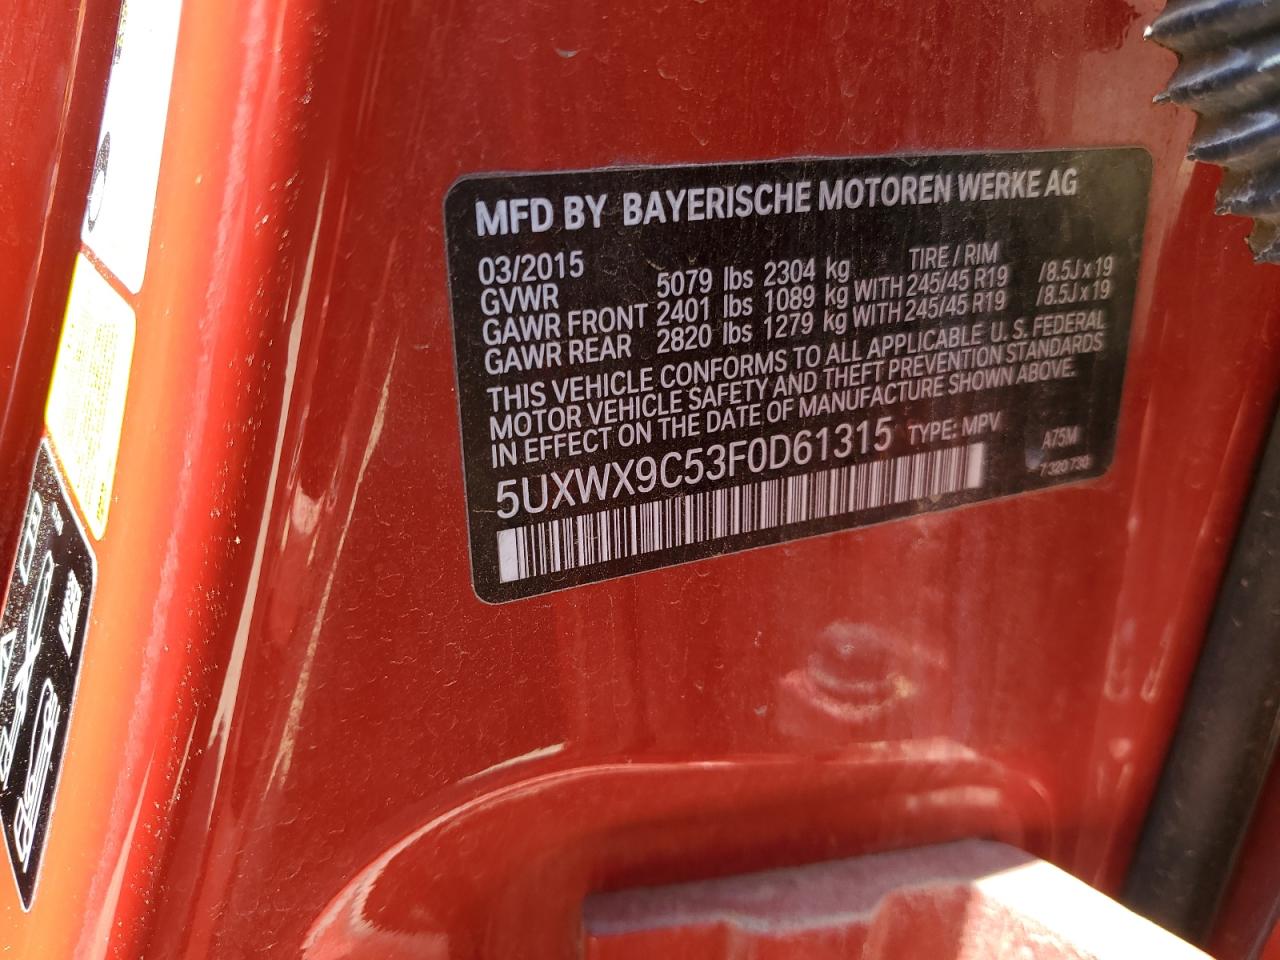 MFD BY BAYERISCHE MOTOREN WERKE AG
03/2015 TIRE / RIM
GVWR 5079 lbs 2304 kg
GAWR FRONT 2401 lbs 1089 kg WITH 245/45 R19 /8.5J x 19
GAWR REAR 2820 lbs 1279 kg WITH 245/45 R19 /8.5J x 19
THIS VEHICLE CONFORMS TO ALL APPLICABLE U. S. FEDERAL
MOTOR VEHICLE SAFETY AND THEFT PREVENTION STANDARDS
IN EFFECT ON THE DATE OF MANUFACTURE SHOWN ABOVE.
5UXWX9C53F0D61315 TYPE: MPV A75M
7 320 730